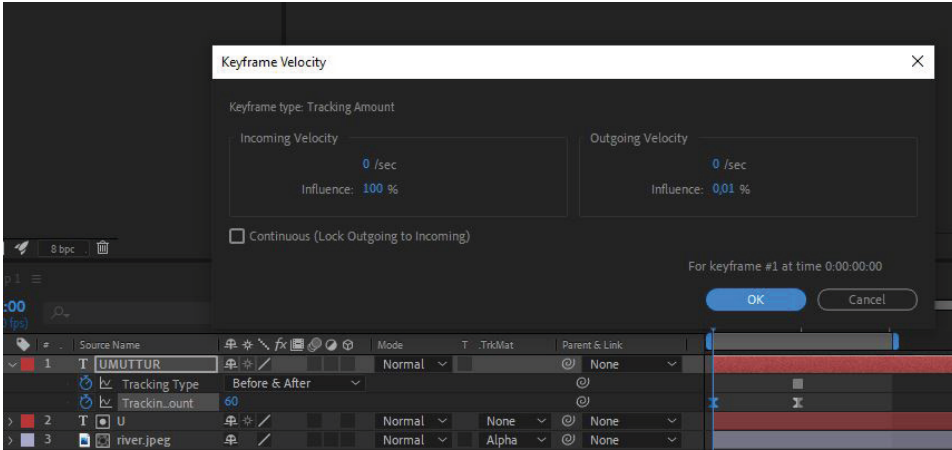 Keyframe Velocity
Keyframe type: Tracking Amount
Incoming Velocity
0 /sec
Influence: 100 %
Outgoing Velocity
0 /sec
Influence: 0,01 %
Continuous (Lock Outgoing to Incoming)
For keyframe #1 at time 0:00:00:00
OK Cancel
8 bpc
p 1
:00
fps)
# . Source Name Mode T .TrkMat Parent & Link
1 T UMUTTUR Normal None
Tracking Type Before & After
Trackin...ount 60
2 T U Normal None None
3 river.jpeg Normal Alpha None